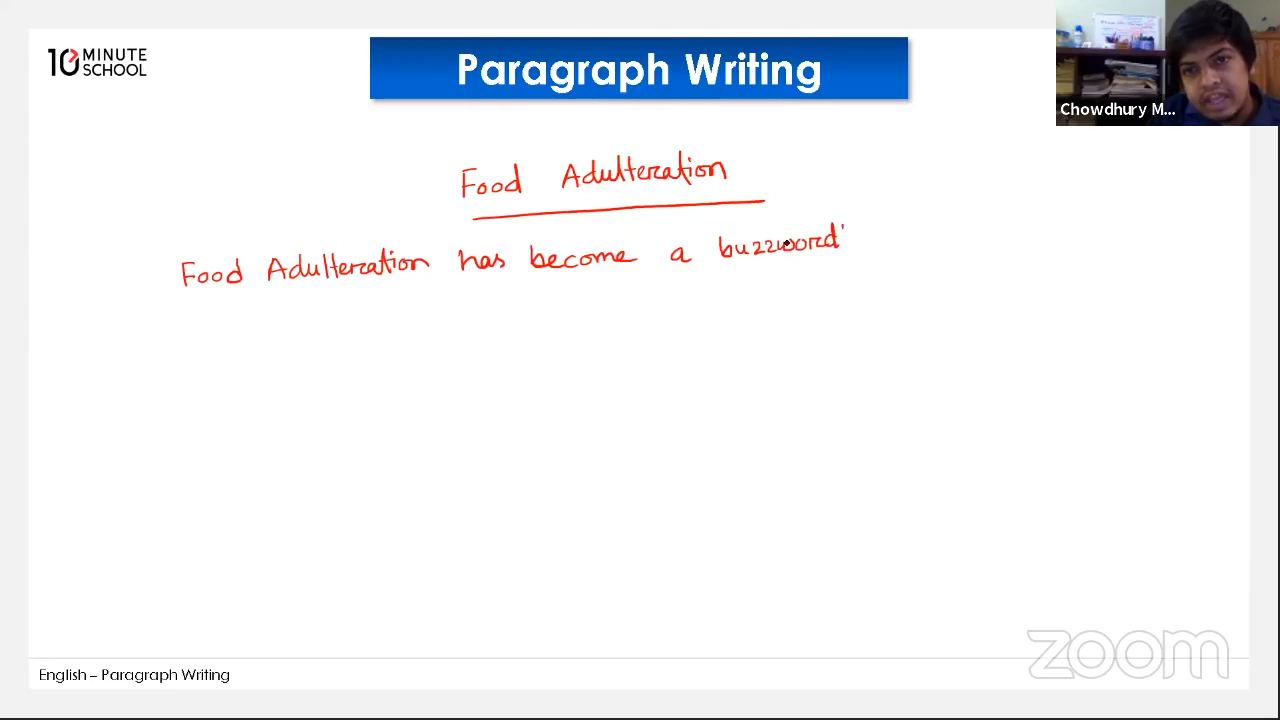 10 MINUTE SCHOOL
Paragraph Writing
Chowdhury M...
Food Adulteration
Food Adulteration has become a buzzword
English – Paragraph Writing
zoom